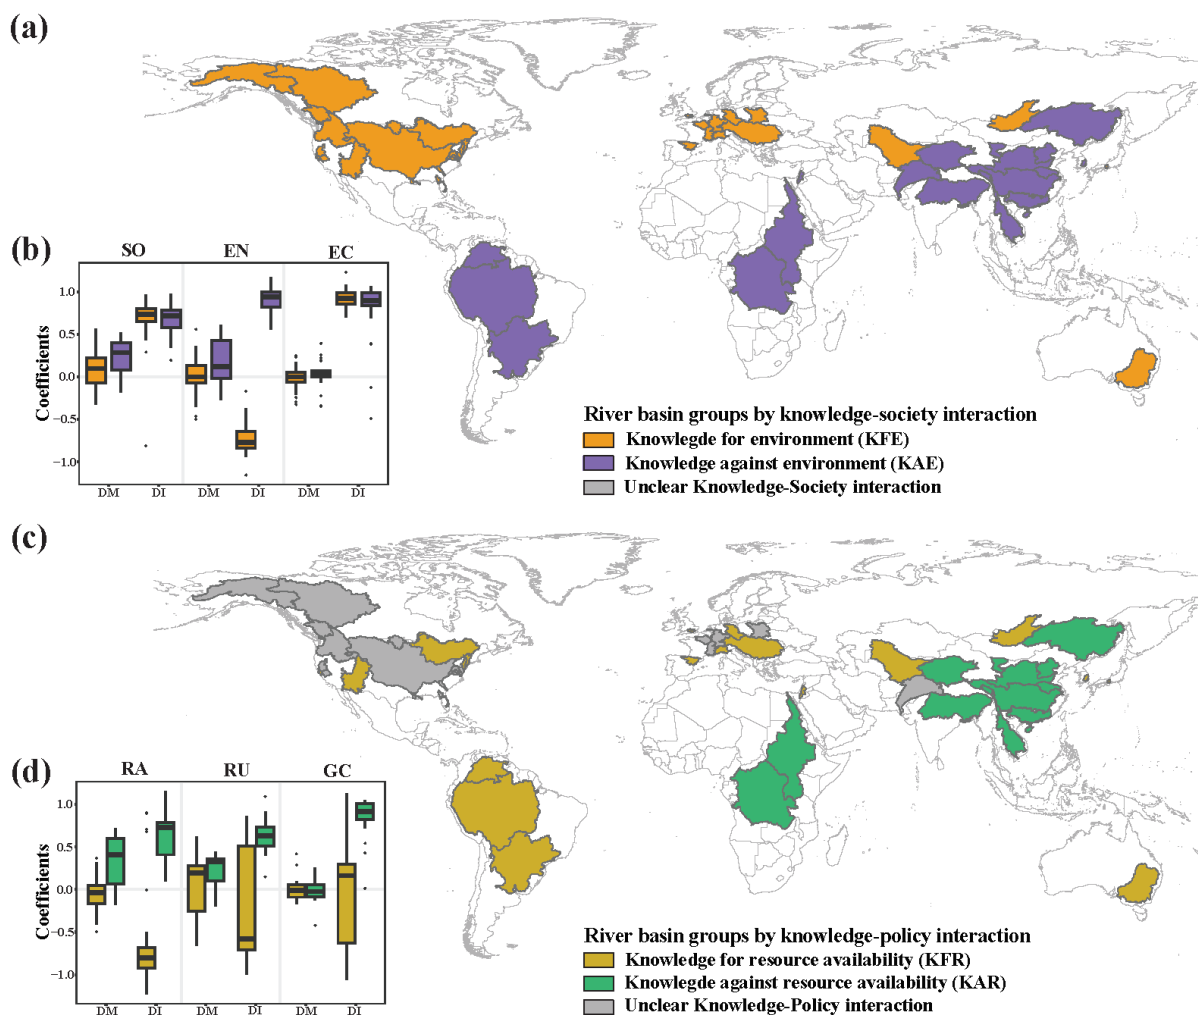 (a)
(b)
SO EN EC
1.0
0.5
0.0
−0.5
−1.0
Coefficients
DM DI DM DI DM DI
River basin groups by knowledge-society interaction
Knowlegde for environment (KFE)
Knowledge against environment (KAE)
Unclear Knowledge-Society interaction
(c)
(d)
RA RU GC
1.0
0.5
0.0
−0.5
−1.0
Coefficients
DM DI DM DI DM DI
River basin groups by knowledge-policy interaction
Knowledge for resource availability (KFR)
Knowlegde against resource availability (KAR)
Unclear Knowledge-Policy interaction